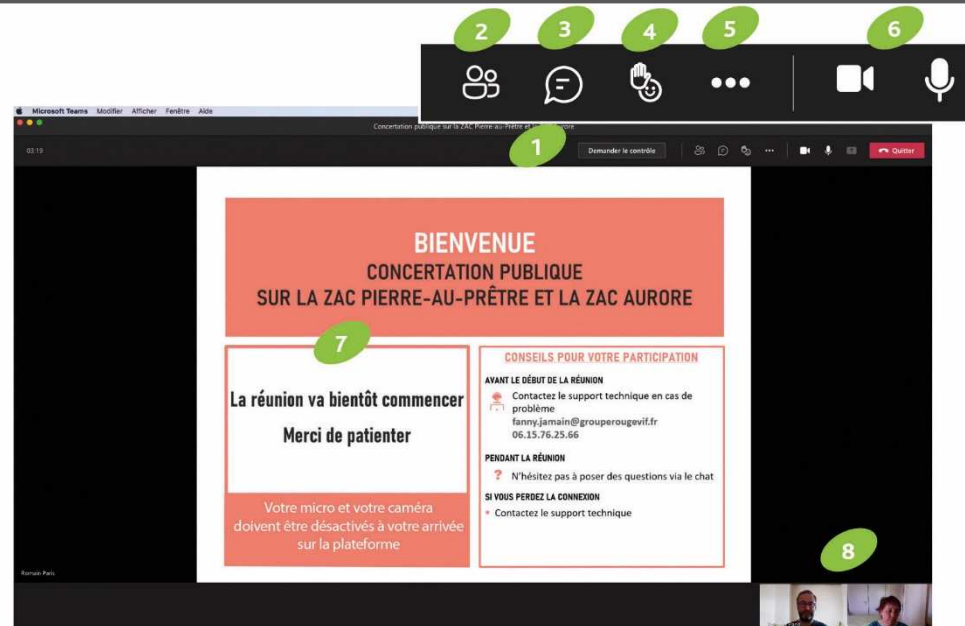 2
3
4
5
6
Microsoft Teams Modifier Afficher Fenêtre Aide
Concertation publique sur la ZAC Pierre-au-Prêtre et la ZAC Aurore
1
03:19
Demander le contrôle
Quitter
BIENVENUE
CONCERTATION PUBLIQUE
SUR LA ZAC PIERRE-AU-PRÊTRE ET LA ZAC AURORE
7
La réunion va bientôt commencer
Merci de patienter
Votre micro et votre caméra
doivent être désactivés à votre arrivée
sur la plateforme
CONSEILS POUR VOTRE PARTICIPATION
AVANT LE DÉBUT DE LA RÉUNION
Contactez le support technique en cas de
problème
fanny.jamain@grouperougevif.fr
06.15.76.25.66
PENDANT LA RÉUNION
? N'hésitez pas à poser des questions via le chat
SI VOUS PERDEZ LA CONNEXION
• Contactez le support technique
8
Romain Paris